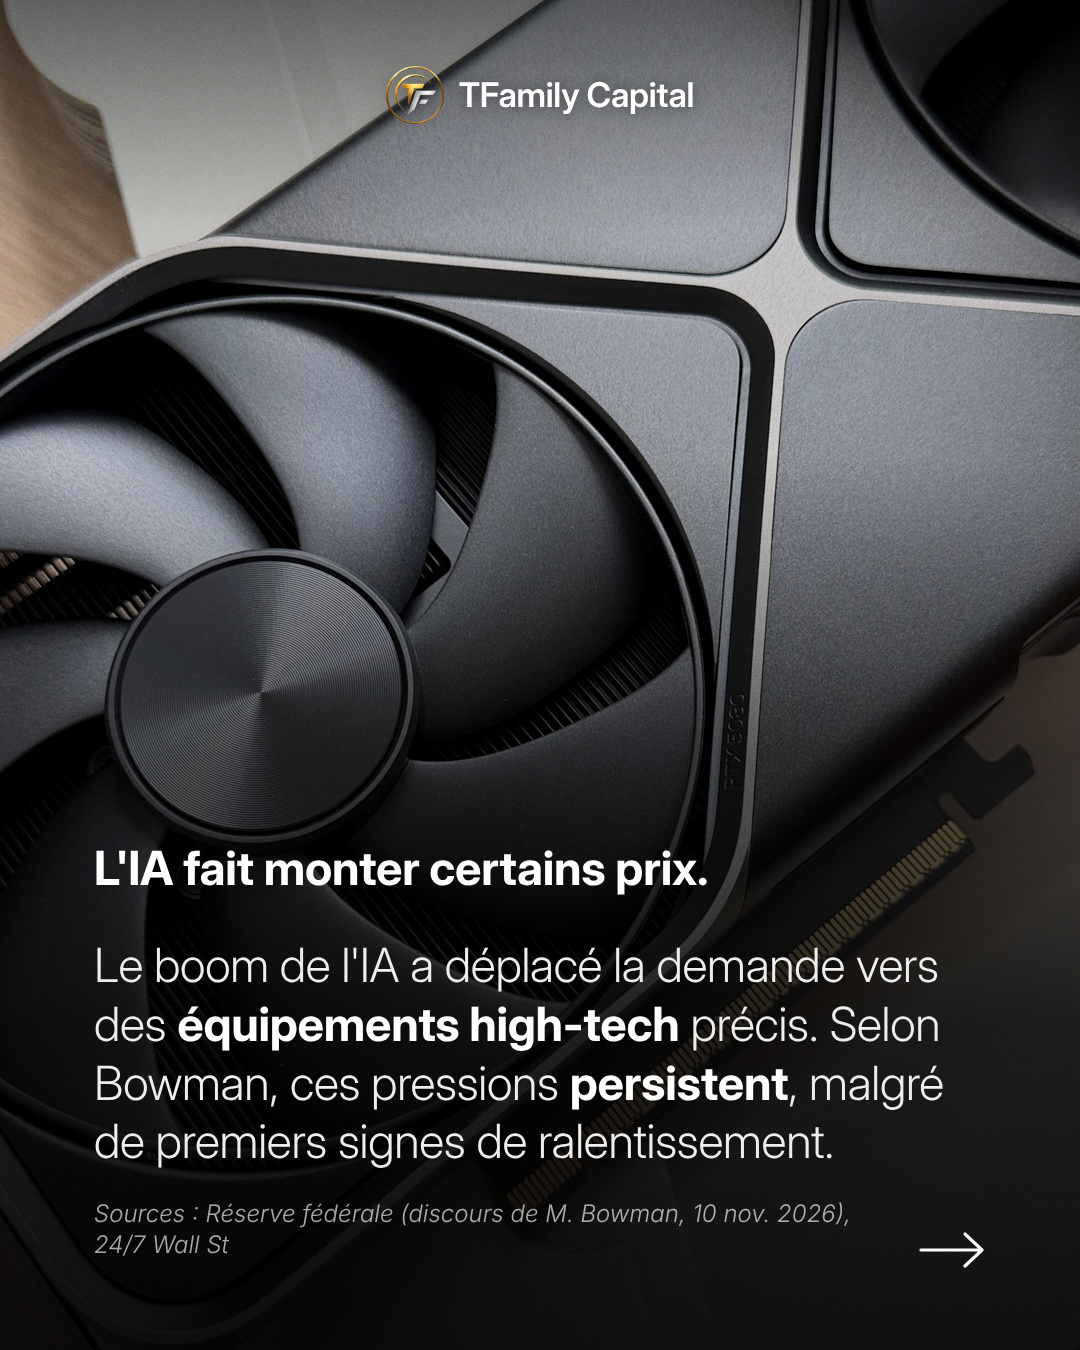 TFamily Capital
RTX 5080
L'IA fait monter certains prix.
Le boom de l'IA a déplacé la demande vers
des équipements high-tech précis. Selon
Bowman, ces pressions persistent, malgré
de premiers signes de ralentissement.
Sources : Réserve fédérale (discours de M. Bowman, 10 nov. 2026),
24/7 Wall St